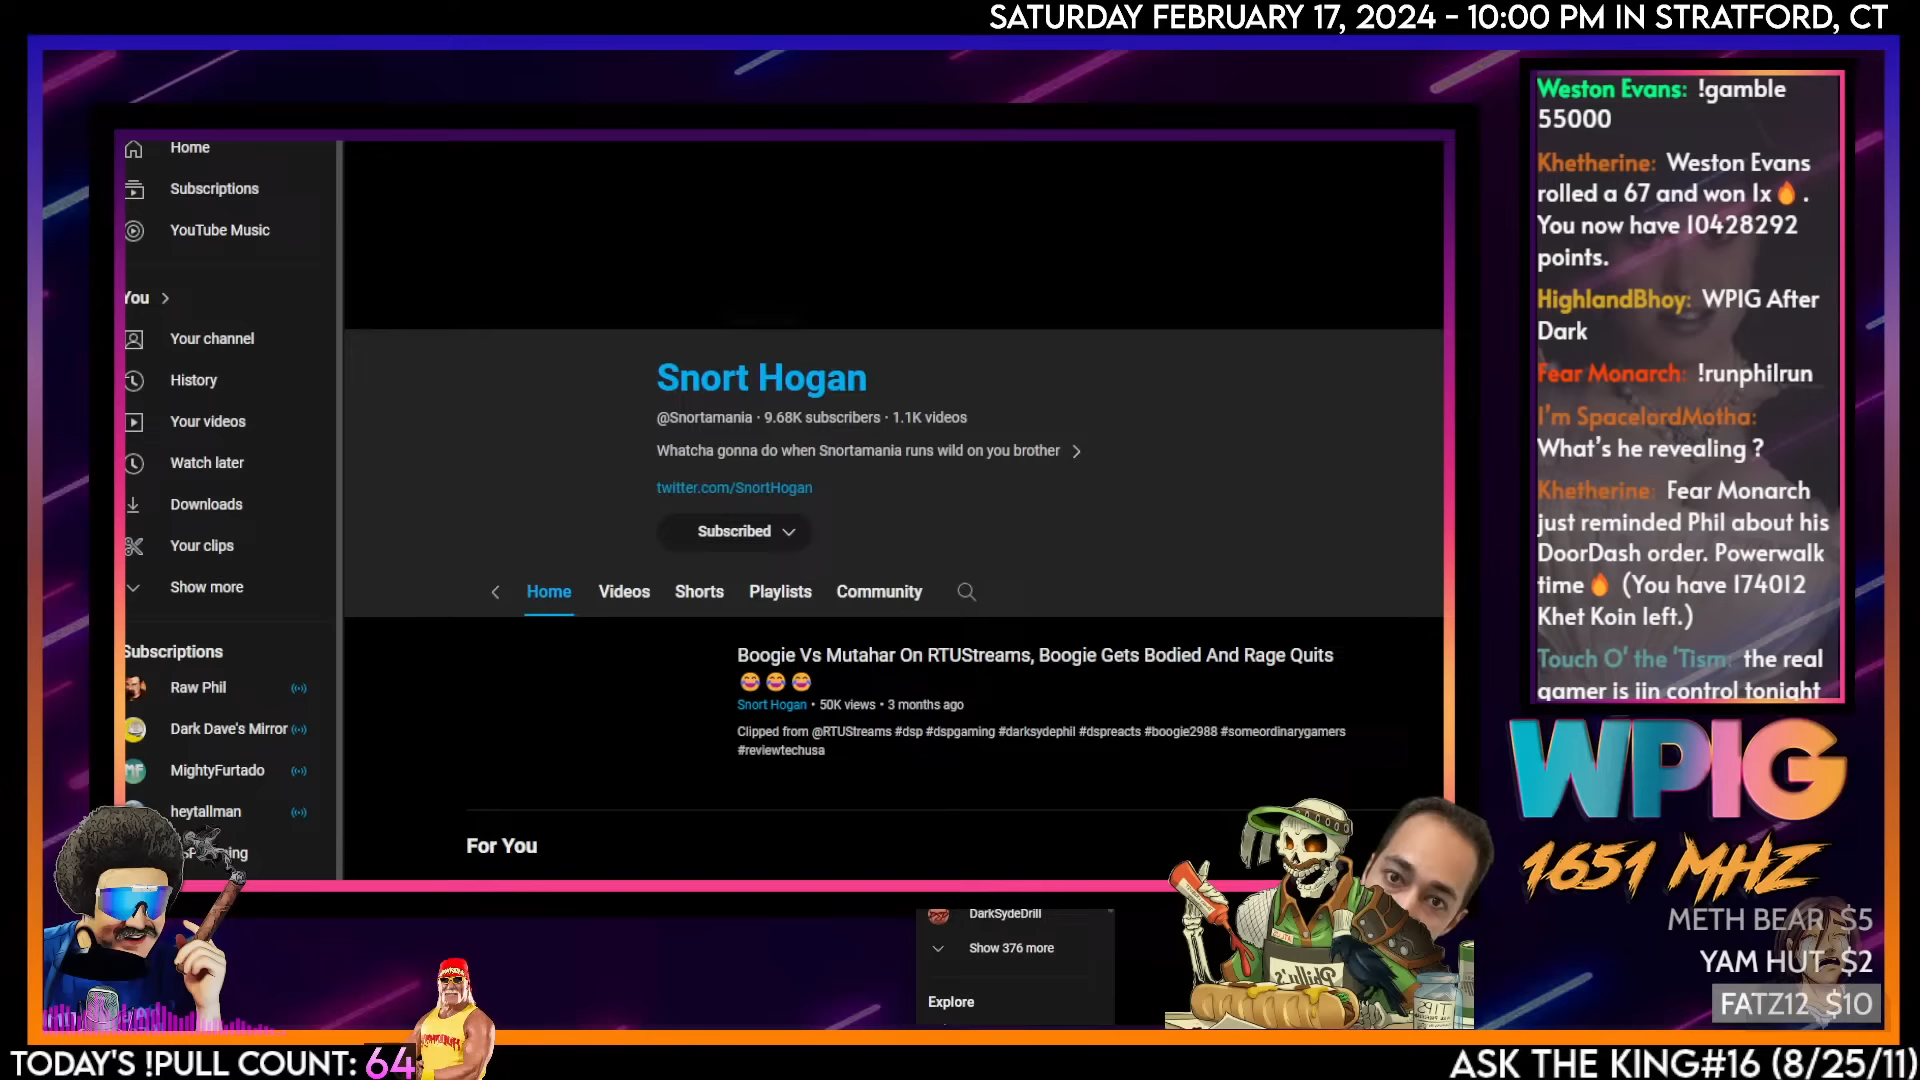 SATURDAY FEBRUARY 17, 2024 - 10:00 PM IN STRATFORD, CT
Home
Subscriptions
YouTube Music
You
Your channel
History
Your videos
Watch later
Downloads
Your clips
Show more
Subscriptions
Raw Phil
Dark Dave's Mirror
MightyFurtado
heytallman
Snort Hogan
@Snortamania · 9.68K subscribers · 1.1K videos
Whatcha gonna do when Snortamania runs wild on you brother
twitter.com/SnortHogan
Subscribed
Home Videos Shorts Playlists Community
Boogie Vs Mutahar On RTUStreams, Boogie Gets Bodied And Rage Quits
😂 😂 😂
Snort Hogan • 50K views • 3 months ago
Clipped from @RTUStreams #dsp #dspgaming #darksydephil #dspreacts #boogie2988 #someordinarygamers
#reviewtechusa
For You
Weston Evans: !gamble
55000
Khetherine: Weston Evans
rolled a 67 and won 1x🔥.
You now have 10428292
points.
HighlandBhoy: WPIG After
Dark
Fear Monarch: !runphilrun
I'm SpacelordMotha:
What's he revealing ?
Khetherine: Fear Monarch
just reminded Phil about his
DoorDash order. Powerwalk
time🔥 (You have 174012
Khet Koin left.)
Touch O' the 'Tism: the real
gamer is iin control tonight
WPIG
1651 MHZ
METH BEAR $5
YAM HUT $2
FATZ12 $10
DarkSydeDrill
Show 376 more
Explore
Philly's
TIPS
TODAY'S !PULL COUNT: 64
ASK THE KING#16 (8/25/11)